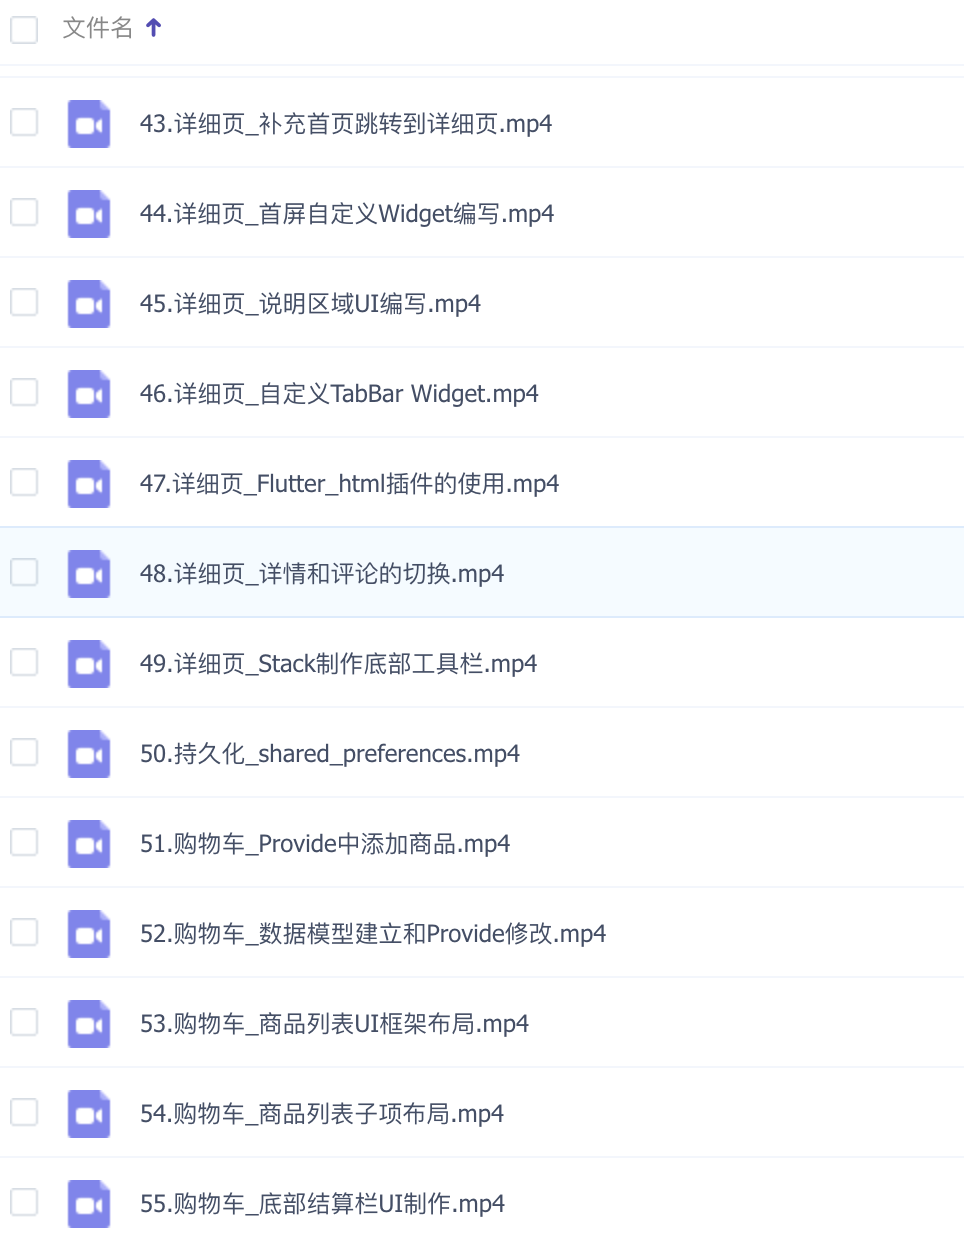 文件名
43.详细页_补充首页跳转到详细页.mp4
44.详细页_首屏自定义Widget编写.mp4
45.详细页_说明区域UI编写.mp4
46.详细页_自定义TabBar Widget.mp4
47.详细页_Flutter_html插件的使用.mp4
48.详细页_详情和评论的切换.mp4
49.详细页_Stack制作底部工具栏.mp4
50.持久化_shared_preferences.mp4
51.购物车_Provide中添加商品.mp4
52.购物车_数据模型建立和Provide修改.mp4
53.购物车_商品列表UI框架布局.mp4
54.购物车_商品列表子项布局.mp4
55.购物车_底部结算栏UI制作.mp4